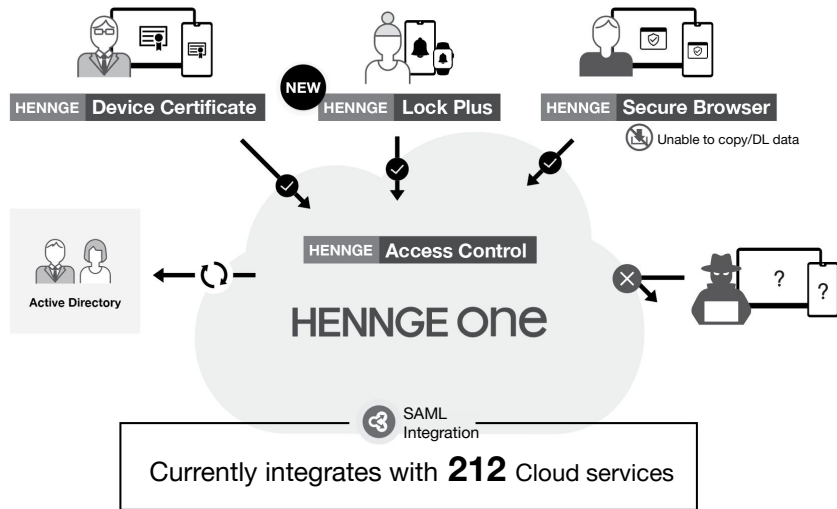 HENNGE Device Certificate
NEW
HENNGE Lock Plus
HENNGE Secure Browser
Unable to copy/DL data
HENNGE Access Control
HENNGE one
Active Directory
?
?
SAML
Integration
Currently integrates with 212 Cloud services